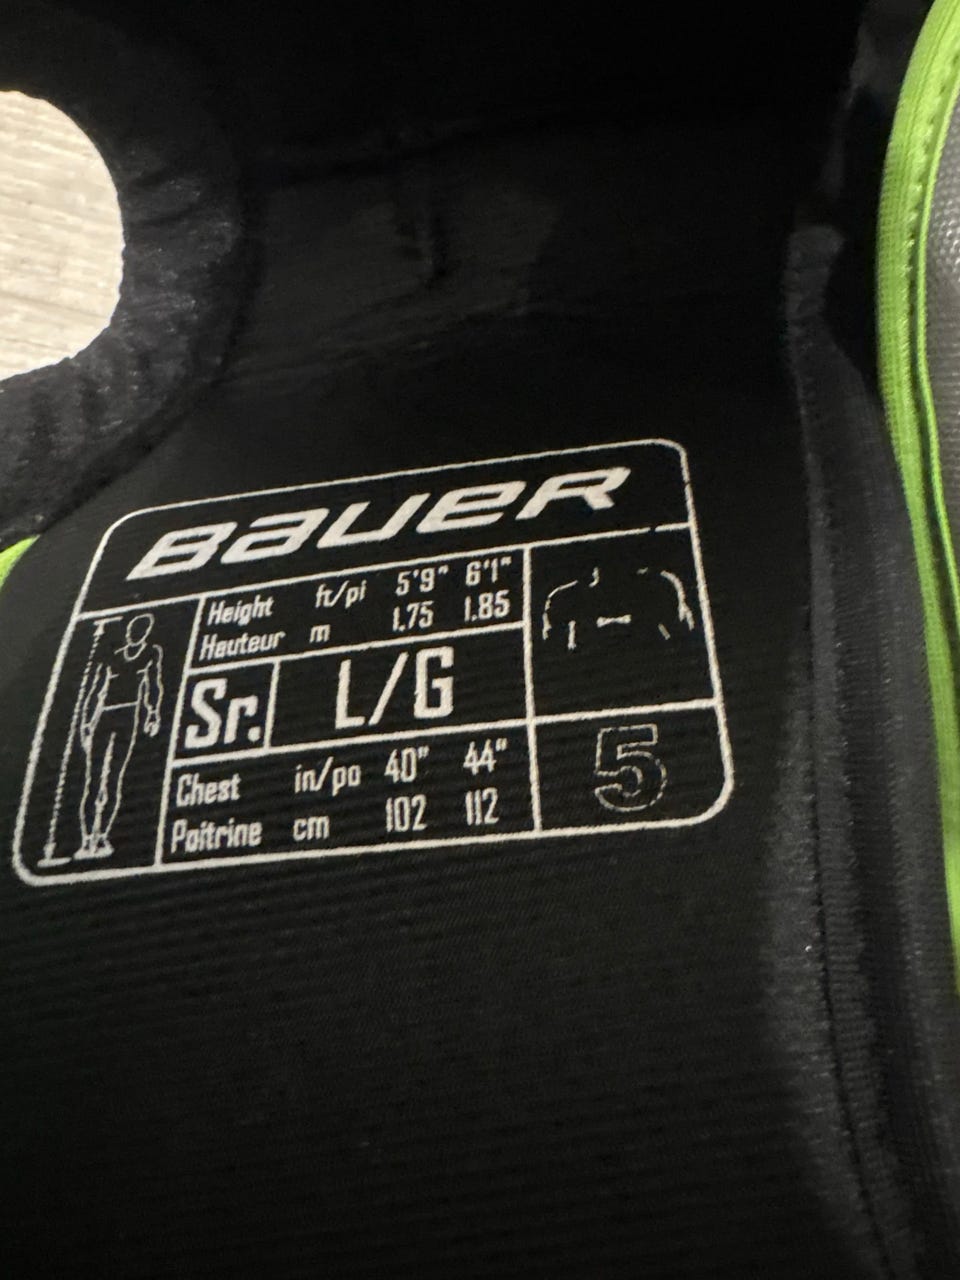 BAUER
Height ft/pi 5'9" 6'1"
Hauteur m 1.75 1.85
Sr. L/G
Chest in/po 40" 44"
Poitrine cm 102 112
5